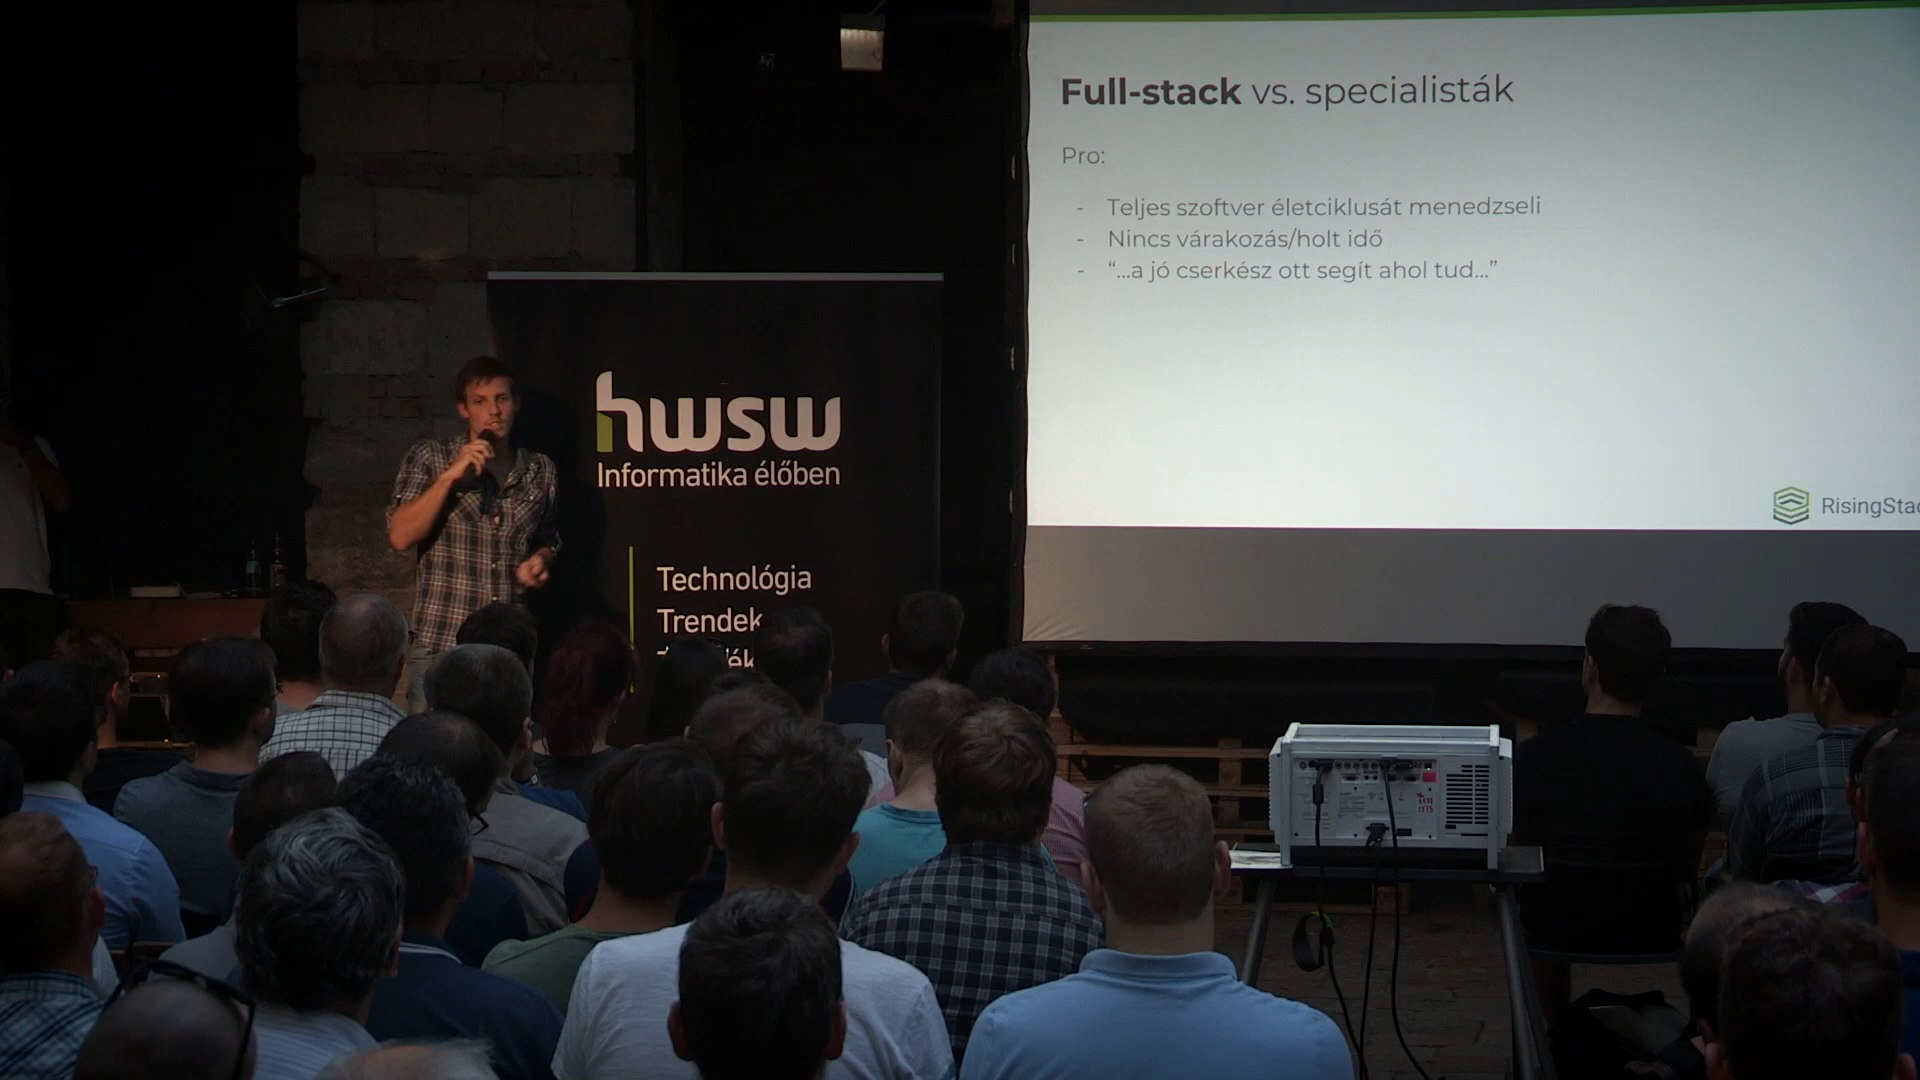 Full-stack vs. specialisták
Pro:
- Teljes szoftver életciklusát menedzseli
- Nincs várakozás/holt idő
- “...a jó cserkész ott segít ahol tud...”
RisingStac
hwsw
Informatika élőben
Technológia
Trendek